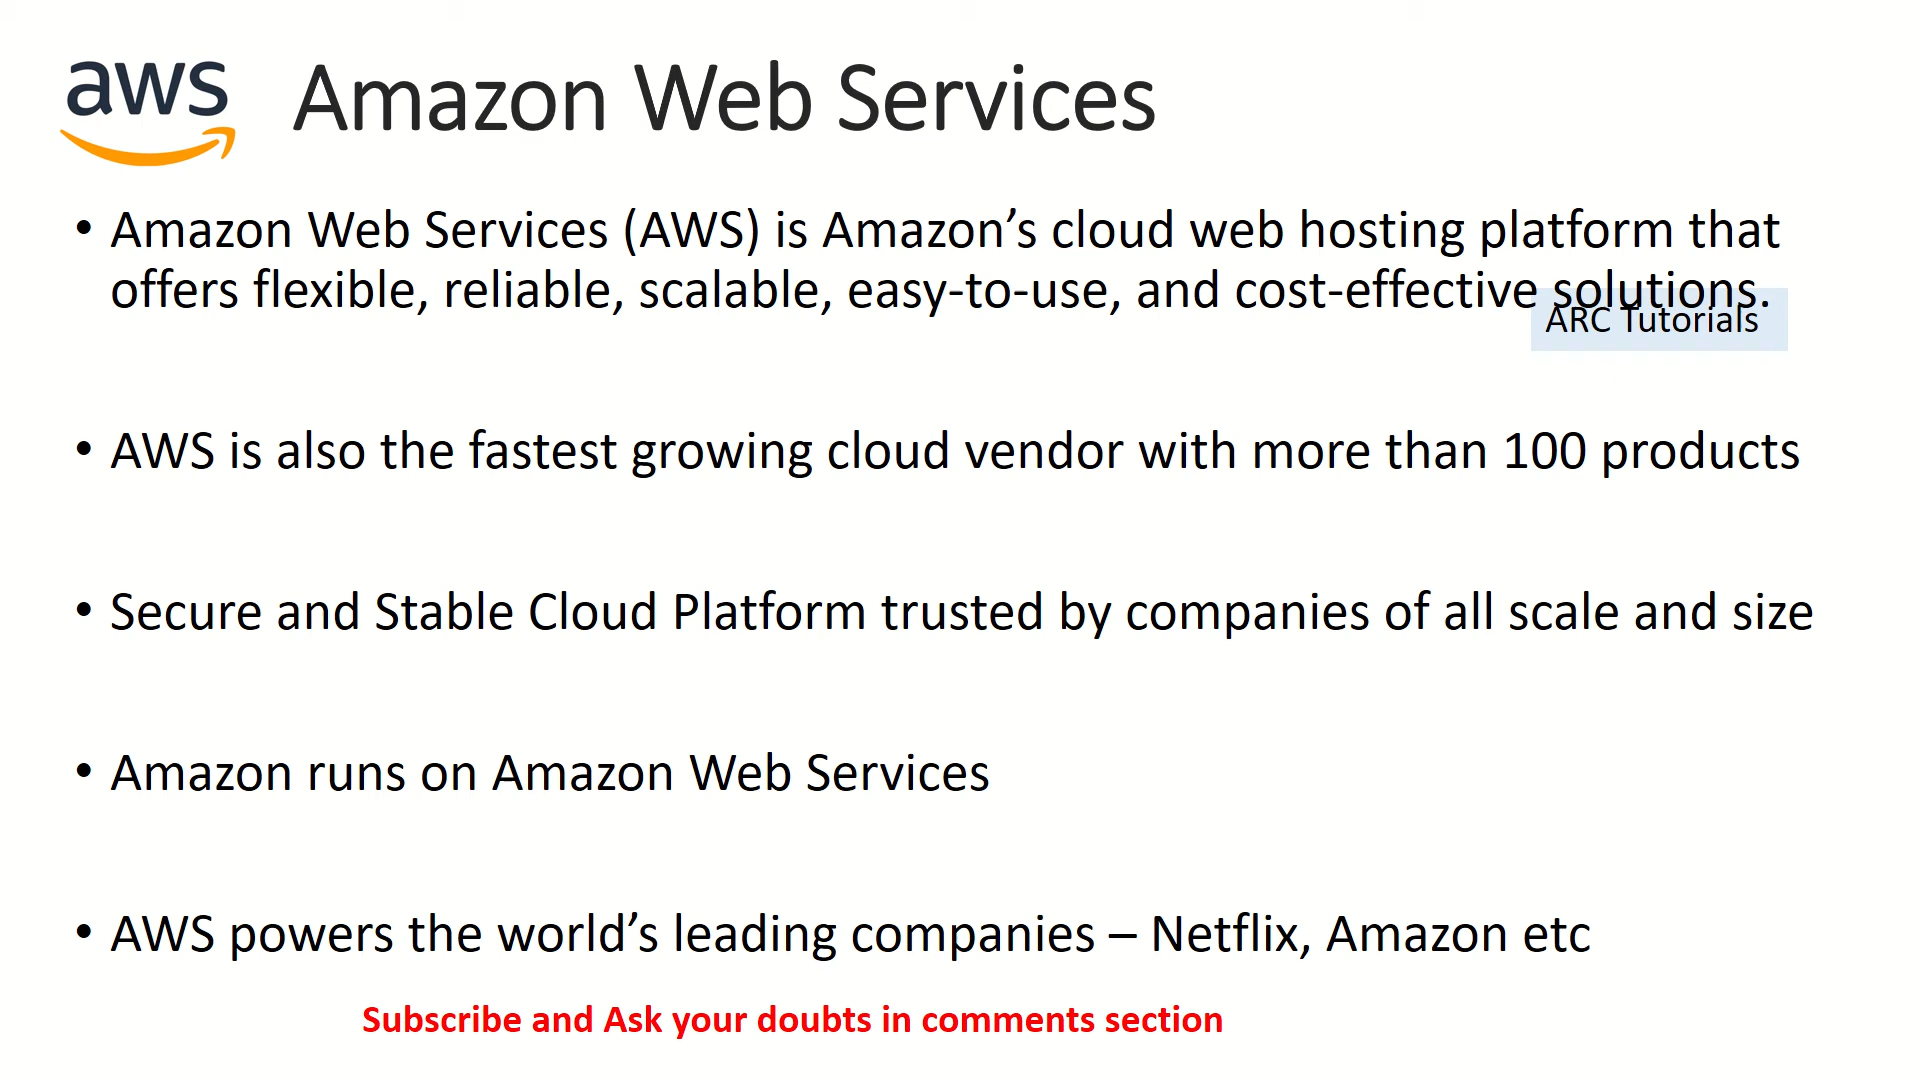 aws
Amazon Web Services
• Amazon Web Services (AWS) is Amazon’s cloud web hosting platform that
offers flexible, reliable, scalable, easy-to-use, and cost-effective solutions.
ARC Tutorials
• AWS is also the fastest growing cloud vendor with more than 100 products
• Secure and Stable Cloud Platform trusted by companies of all scale and size
• Amazon runs on Amazon Web Services
• AWS powers the world’s leading companies – Netflix, Amazon etc
Subscribe and Ask your doubts in comments section